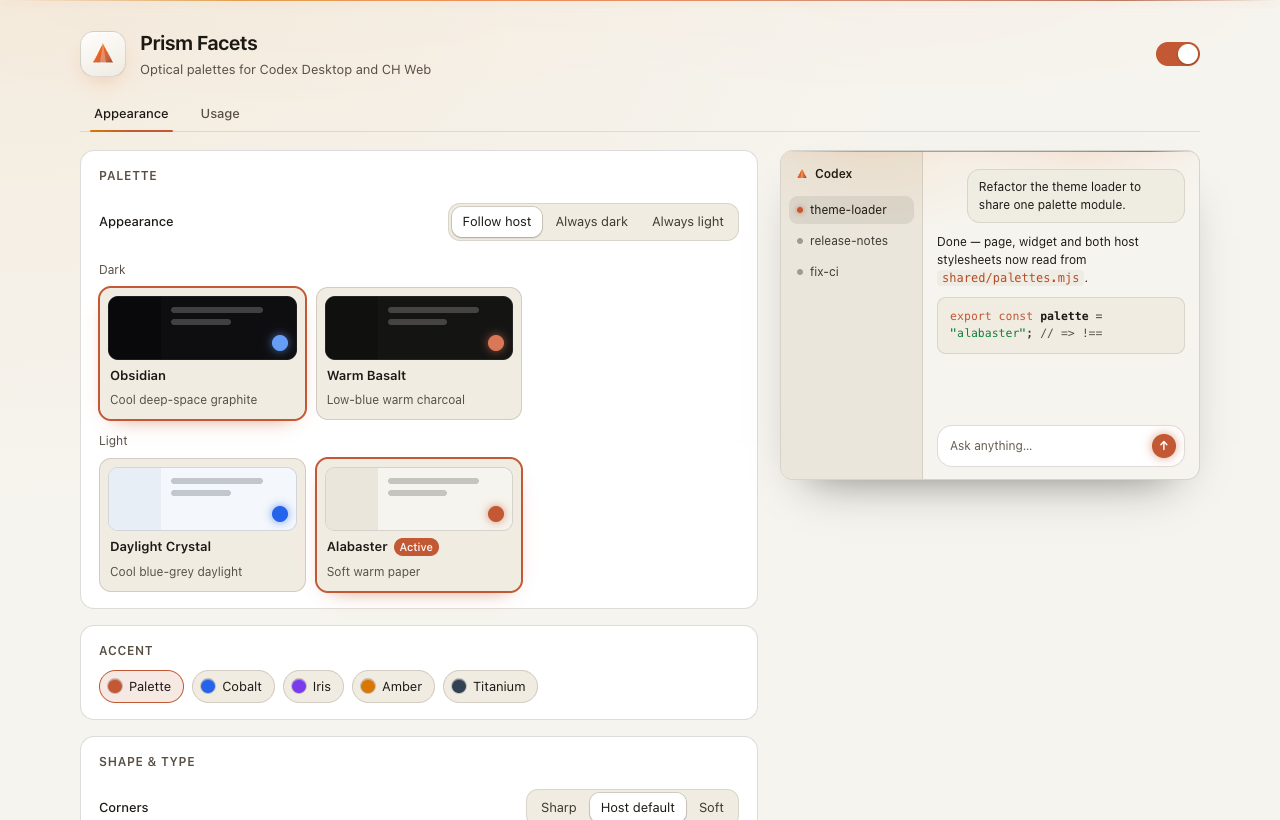 Prism Facets
Optical palettes for Codex Desktop and CH Web
Appearance
Usage
PALETTE
Appearance
Follow host
Always dark
Always light
Dark
Obsidian
Cool deep-space graphite
Warm Basalt
Low-blue warm charcoal
Light
Daylight Crystal
Cool blue-grey daylight
Alabaster
Active
Soft warm paper
ACCENT
Palette
Cobalt
Iris
Amber
Titanium
SHAPE & TYPE
Corners
Sharp
Host default
Soft
Codex
theme-loader
release-notes
fix-ci
Refactor the theme loader to
share one palette module.
Done — page, widget and both host
stylesheets now read from
shared/palettes.mjs.
export const palette =
"alabaster"; // => !==
Ask anything...